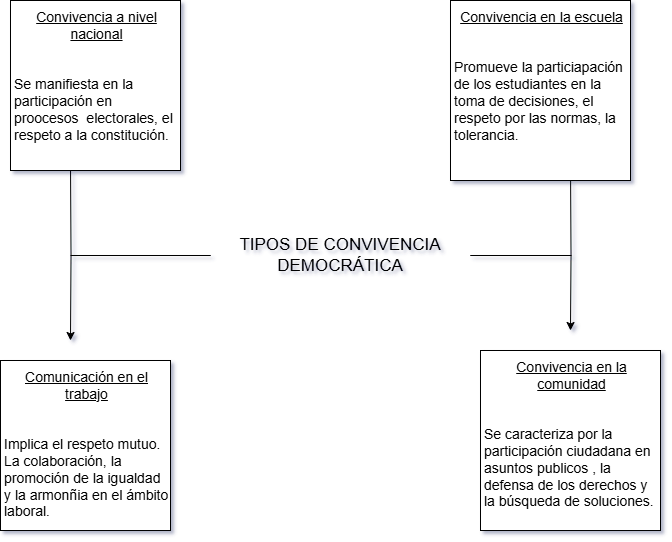 Convivencia a nivel
nacional
Se manifiesta en la
participación en
proocesos electorales, el
respeto a la constitución.
Convivencia en la escuela
Promueve la particiapación
de los estudiantes en la
toma de decisiones, el
respeto por las normas, la
tolerancia.
TIPOS DE CONVIVENCIA
DEMOCRÁTICA
Comunicación en el
trabajo
Implica el respeto mutuo.
La colaboración, la
promoción de la igualdad
y la armonñia en el ámbito
laboral.
Convivencia en la
comunidad
Se caracteriza por la
participación ciudadana en
asuntos publicos , la
defensa de los derechos y
la búsqueda de soluciones.